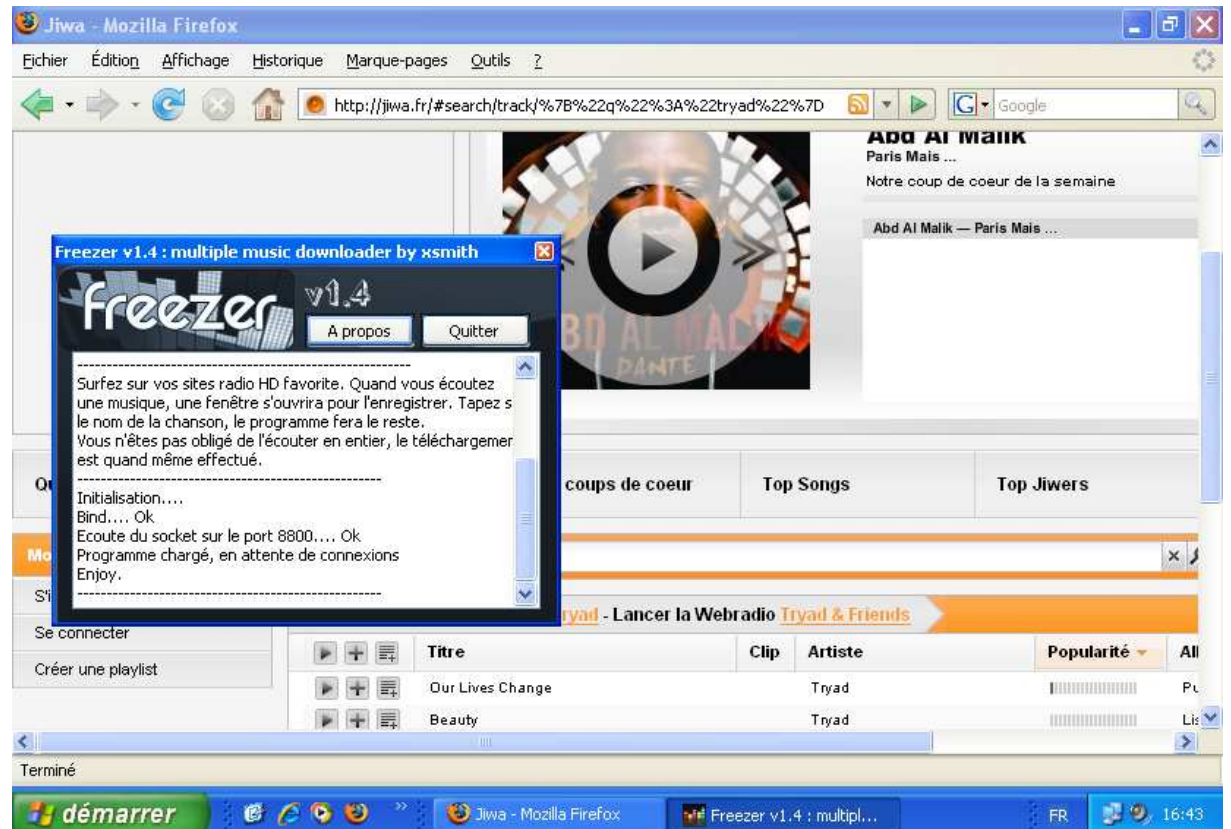 Jiwa - Mozilla Firefox
Fichier Édition Affichage Historique Marque-pages Outils ?
http://jiwa.fr/#search/track/%7B%22q%22%3A%22tryad%22%7D
Google
Abd Al Malik
Paris Mais ...
Notre coup de coeur de la semaine
Abd Al Malik — Paris Mais ...
ABD AL MALIK
DANTE
Freezer v1.4 : multiple music downloader by xsmith
freezer v1.4
A propos Quitter
Surfez sur vos sites radio HD favorite. Quand vous écoutez
une musique, une fenêtre s'ouvrira pour l'enregistrer. Tapez s
le nom de la chanson, le programme fera le reste.
Vous n'êtes pas obligé de l'écouter en entier, le téléchargemer
est quand même effectué.
Initialisation....
Bind.... Ok
Ecoute du socket sur le port 8800.... Ok
Programme chargé, en attente de connexions
Enjoy.
coups de coeur Top Songs Top Jiwers
Se connecter
Créer une playlist
Tryad - Lancer la Webradio Tryad & Friends
Titre Clip Artiste Popularité
Our Lives Change Tryad
Beauty Tryad
Terminé
démarrer Jiwa - Mozilla Firefox Freezer v1.4 : multipl... FR 16:43